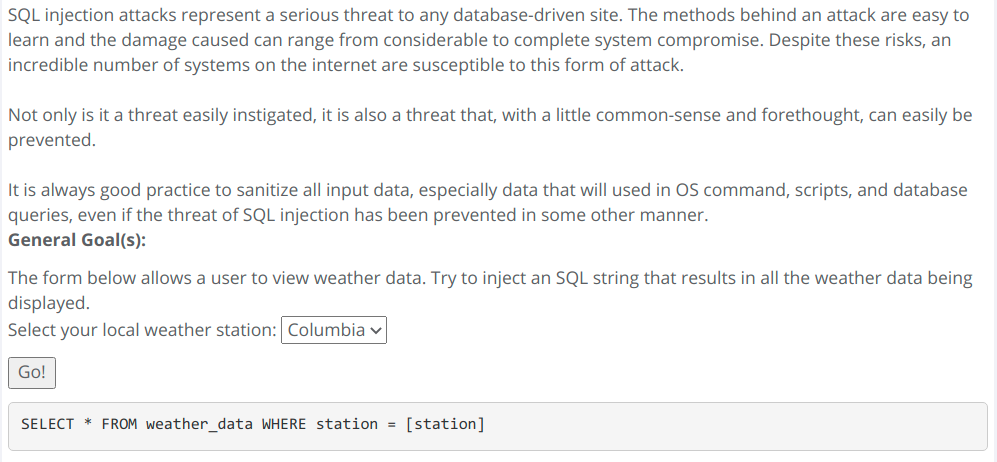 SQL injection attacks represent a serious threat to any database-driven site. The methods behind an attack are easy to
learn and the damage caused can range from considerable to complete system compromise. Despite these risks, an
incredible number of systems on the internet are susceptible to this form of attack.
Not only is it a threat easily instigated, it is also a threat that, with a little common-sense and forethought, can easily be
prevented.
It is always good practice to sanitize all input data, especially data that will used in OS command, scripts, and database
queries, even if the threat of SQL injection has been prevented in some other manner.
General Goal(s):
The form below allows a user to view weather data. Try to inject an SQL string that results in all the weather data being
displayed.
Select your local weather station: Columbia
Go!
SELECT * FROM weather_data WHERE station = [station]